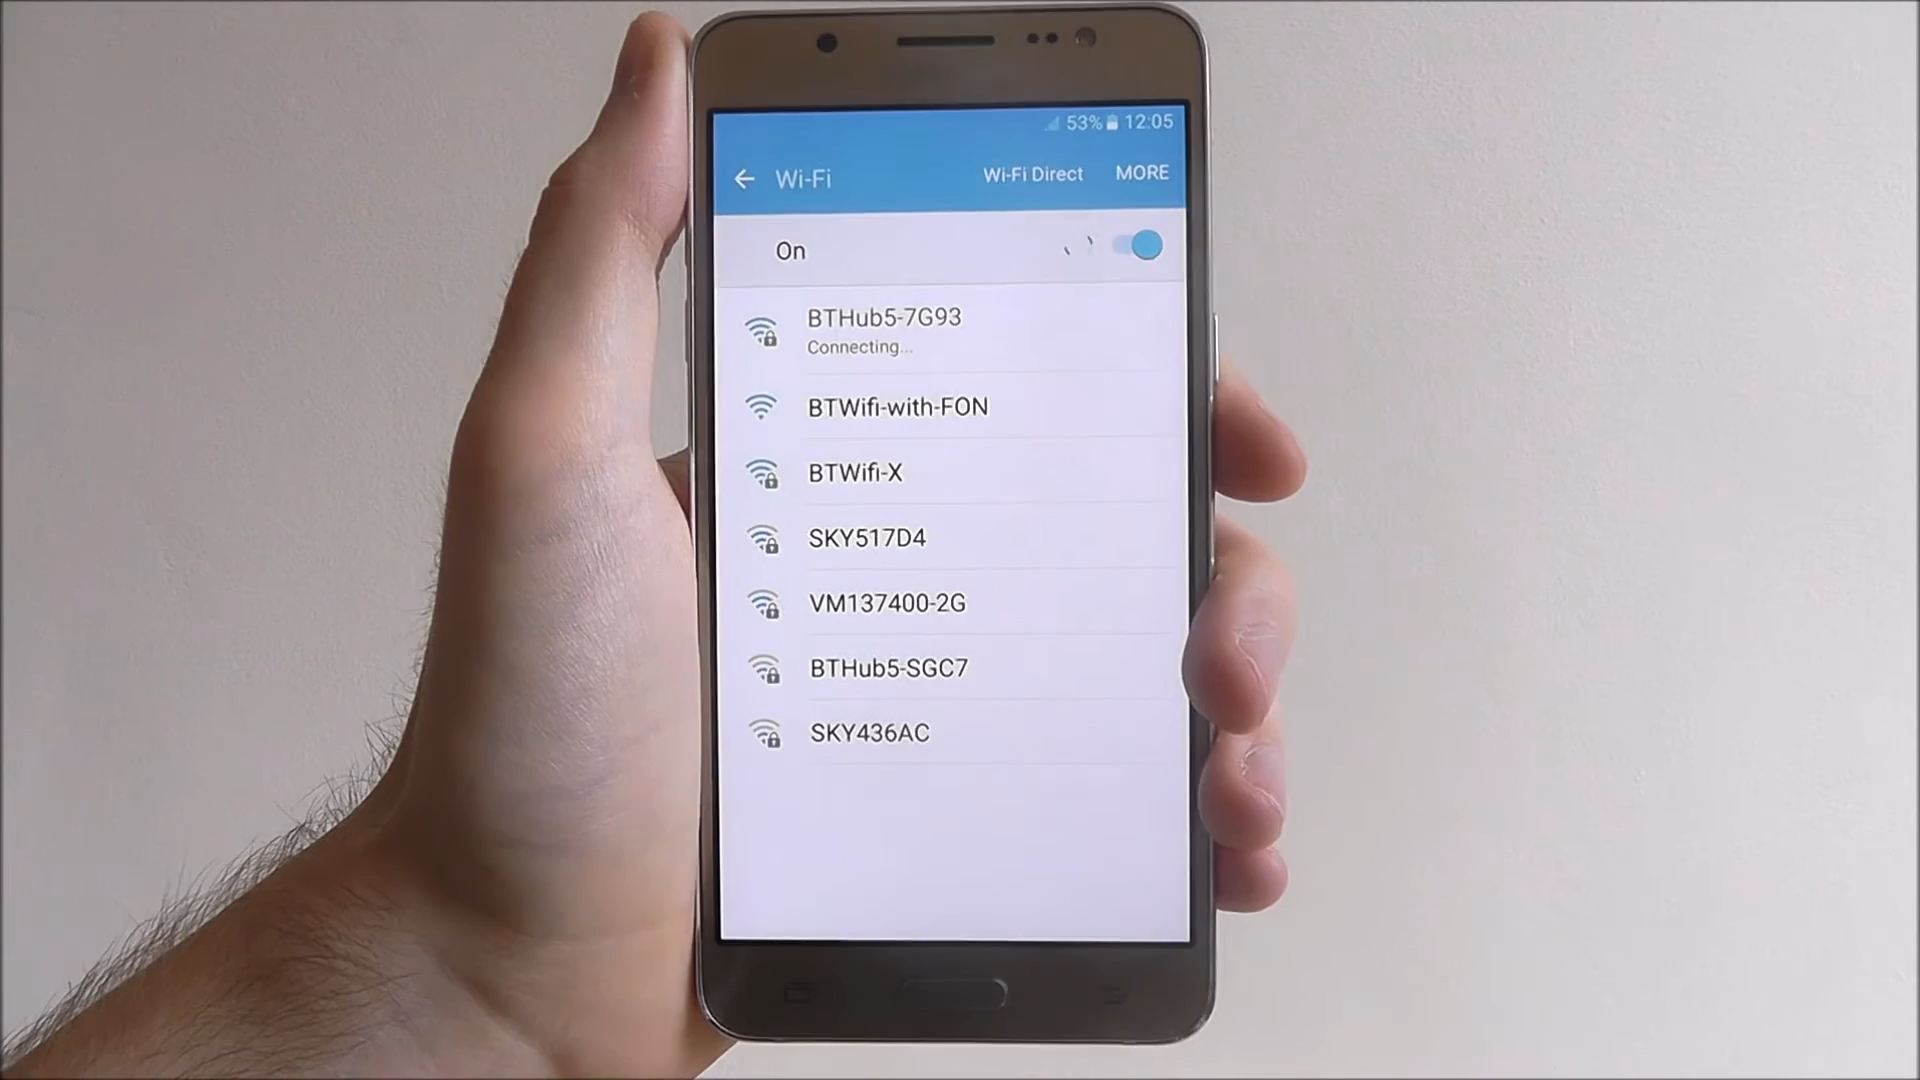 53% 12:05
Wi-Fi Wi-Fi Direct MORE
On
BTHub5-7G93
Connecting...
BTWifi-with-FON
BTWifi-X
SKY517D4
VM137400-2G
BTHub5-SGC7
SKY436AC